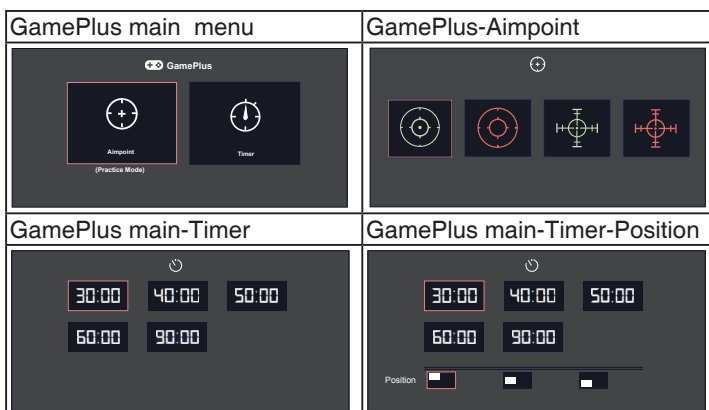 GamePlus main menu
GamePlus-Aimpoint
GamePlus
Aimpoint
Timer
(Practice Mode)
GamePlus main-Timer
GamePlus main-Timer-Position
30:00 40:00 50:00
60:00 90:00
30:00 40:00 50:00
60:00 90:00
Position